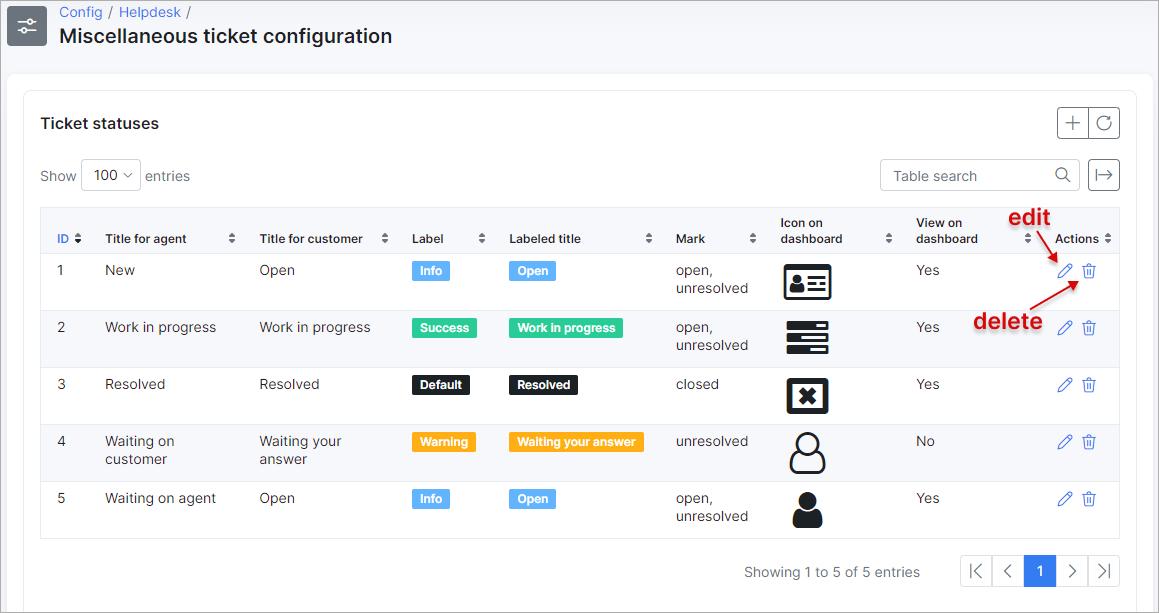 Config / Helpdesk /
Miscellaneous ticket configuration
Ticket statuses
Show 100 entries
Table search
edit
ID Title for agent Title for customer Label Labeled title Mark Icon on dashboard View on dashboard Actions
1 New Open Info Open open, unresolved Yes
delete
2 Work in progress Work in progress Success Work in progress open, unresolved Yes
3 Resolved Resolved Default Resolved closed Yes
4 Waiting on customer Waiting your answer Warning Waiting your answer unresolved No
5 Waiting on agent Open Info Open open, unresolved Yes
Showing 1 to 5 of 5 entries 1